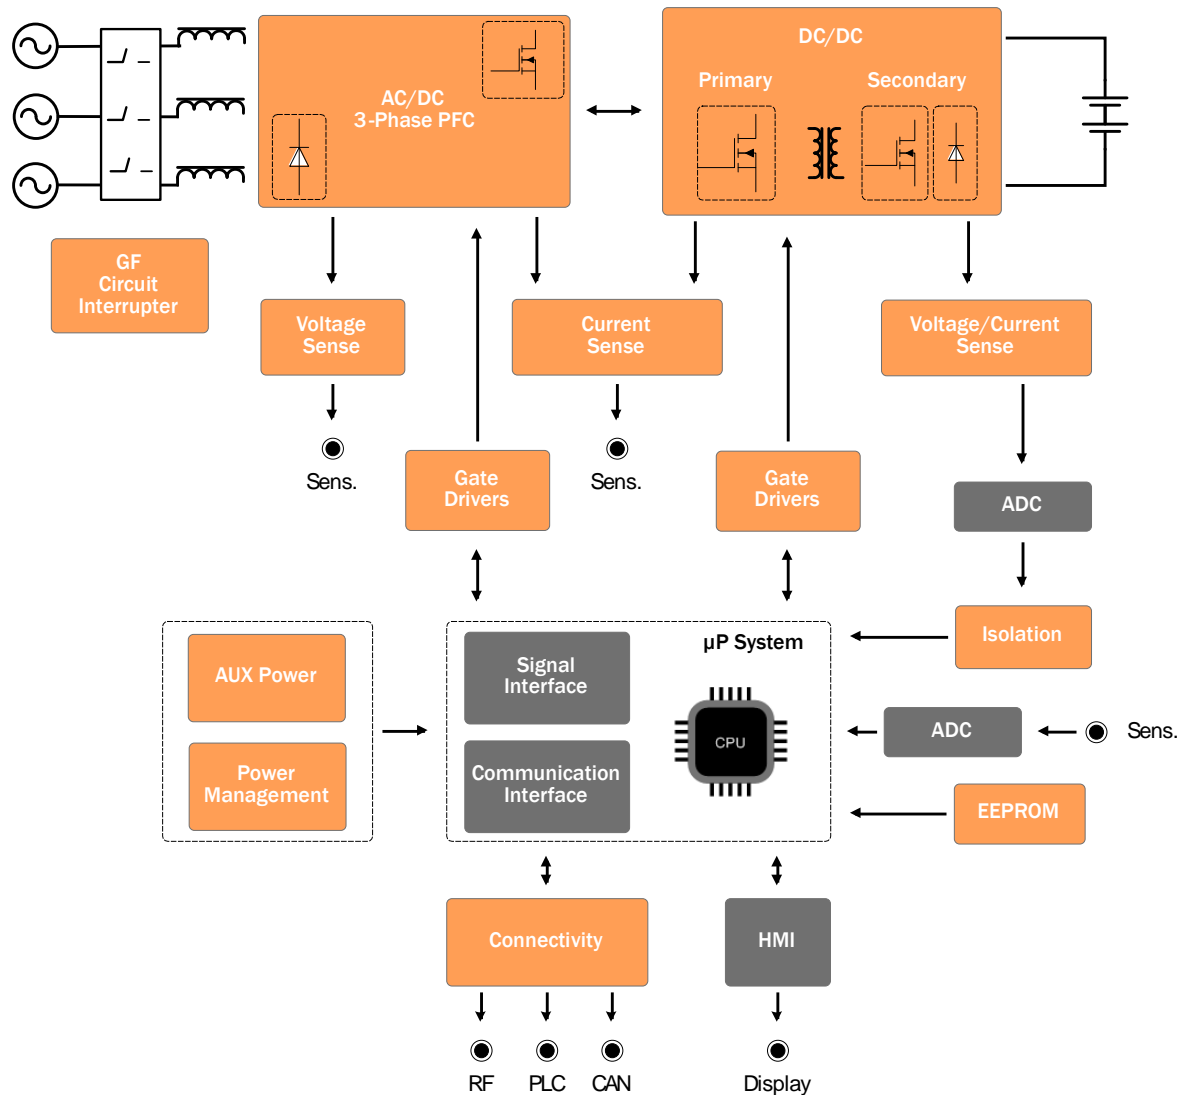 DC/DC
AC/DC
3-Phase PFC
Primary
Secondary
GF
Circuit
Interrupter
Voltage
Sense
Current
Sense
Voltage/Current
Sense
Sens.
Sens.
Gate
Drivers
Gate
Drivers
ADC
Isolation
AUX Power
Power
Management
Signal
Interface
Communication
Interface
µP System
CPU
ADC
Sens.
EEPROM
Connectivity
HMI
RF
PLC
CAN
Display